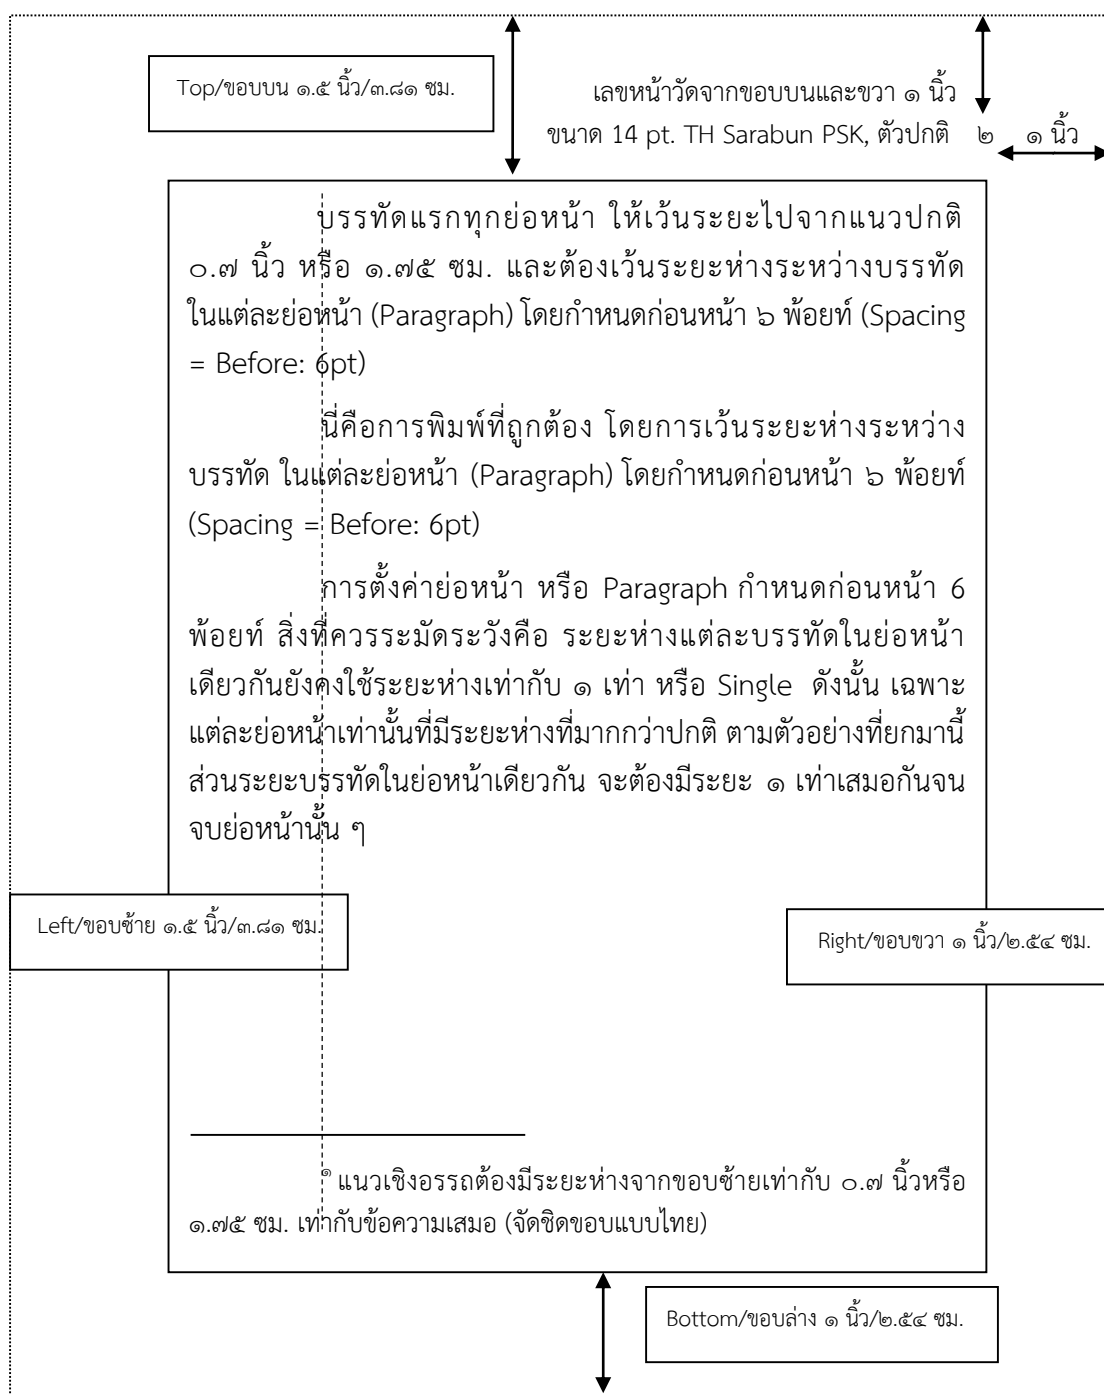 Top/ขอบบน ๑.๕ นิ้ว/๓.๘๑ ซม.
เลขหน้าวัดจากขอบบนและขวา ๑ นิ้ว
ขนาด 14 pt. TH Sarabun PSK, ตัวปกติ ๒ ๑ นิ้ว
บรรทัดแรกทุกย่อหน้า ให้เว้นระยะไปจากแนวปกติ
๐.๗ นิ้ว หรือ ๑.๗๕ ซม. และต้องเว้นระยะห่างระหว่างบรรทัด
ในแต่ละย่อหน้า (Paragraph) โดยกำหนดก่อนหน้า ๖ พ้อยท์ (Spacing
= Before: 6pt)
นี่คือการพิมพ์ที่ถูกต้อง โดยการเว้นระยะห่างระหว่าง
บรรทัด ในแต่ละย่อหน้า (Paragraph) โดยกำหนดก่อนหน้า ๖ พ้อยท์
(Spacing = Before: 6pt)
การตั้งค่าย่อหน้า หรือ Paragraph กำหนดก่อนหน้า 6
พ้อยท์ สิ่งที่ควรระมัดระวังคือ ระยะห่างแต่ละบรรทัดในย่อหน้า
เดียวกันยังคงใช้ระยะห่างเท่ากับ ๑ เท่า หรือ Single ดังนั้น เฉพาะ
แต่ละย่อหน้าเท่านั้นที่มีระยะห่างที่มากกว่าปกติ ตามตัวอย่างที่ยกมานี้
ส่วนระยะบรรทัดในย่อหน้าเดียวกัน จะต้องมีระยะ ๑ เท่าเสมอกันจน
จบย่อหน้านั้น ๆ
Left/ขอบซ้าย ๑.๕ นิ้ว/๓.๘๑ ซม.
Right/ขอบขวา ๑ นิ้ว/๒.๕๔ ซม.
๑ แนวเชิงอรรถต้องมีระยะห่างจากขอบซ้ายเท่ากับ ๐.๗ นิ้วหรือ
๑.๗๕ ซม. เท่ากับข้อความเสมอ (จัดชิดขอบแบบไทย)
Bottom/ขอบล่าง ๑ นิ้ว/๒.๕๔ ซม.